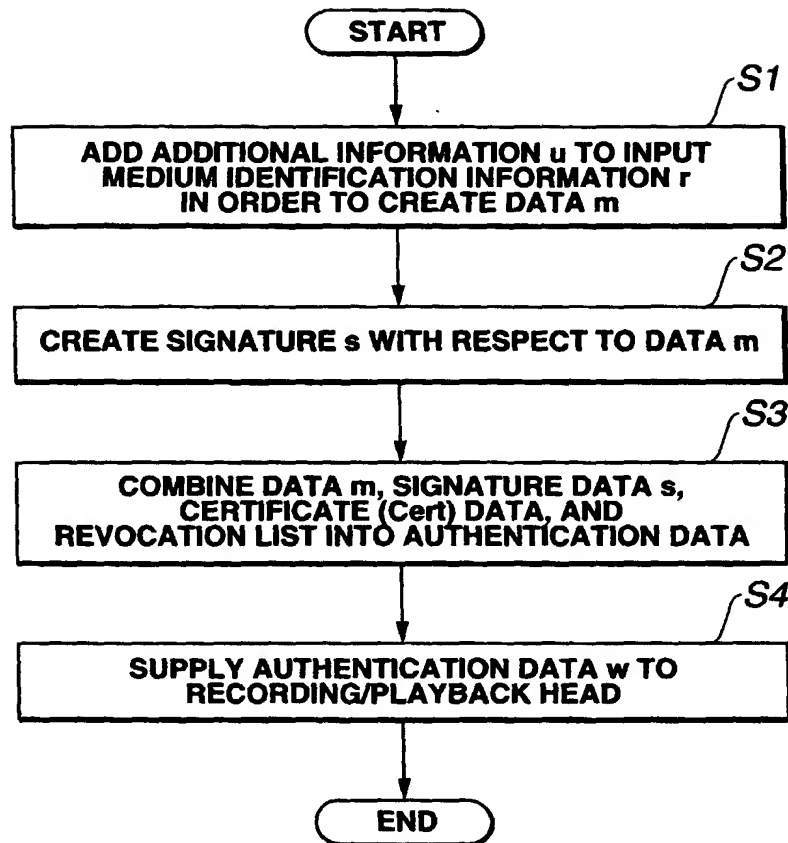 START
S1
ADD ADDITIONAL INFORMATION u TO INPUT
MEDIUM IDENTIFICATION INFORMATION r
IN ORDER TO CREATE DATA m
S2
CREATE SIGNATURE s WITH RESPECT TO DATA m
S3
COMBINE DATA m, SIGNATURE DATA s,
CERTIFICATE (Cert) DATA, AND
REVOCATION LIST INTO AUTHENTICATION DATA
S4
SUPPLY AUTHENTICATION DATA w TO
RECORDING/PLAYBACK HEAD
END